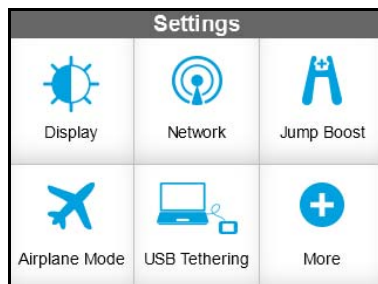 Settings
Display
Network
Jump Boost
Airplane Mode
USB Tethering
More